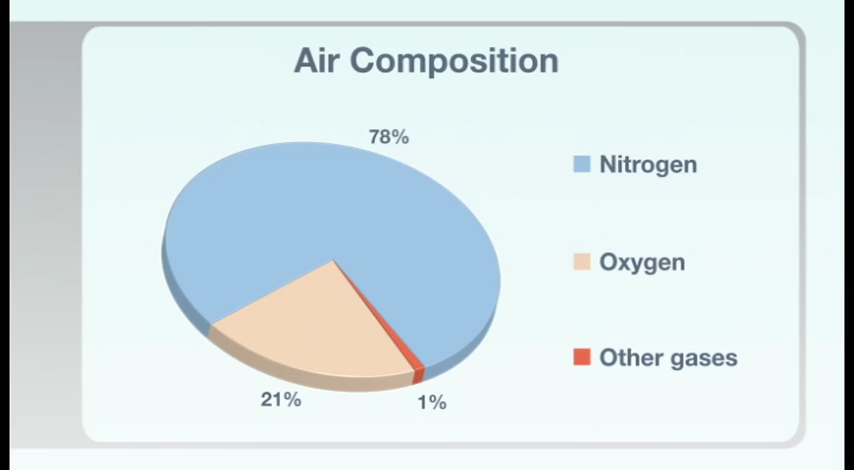 Air Composition
78%
Nitrogen
Oxygen
Other gases
21%
1%